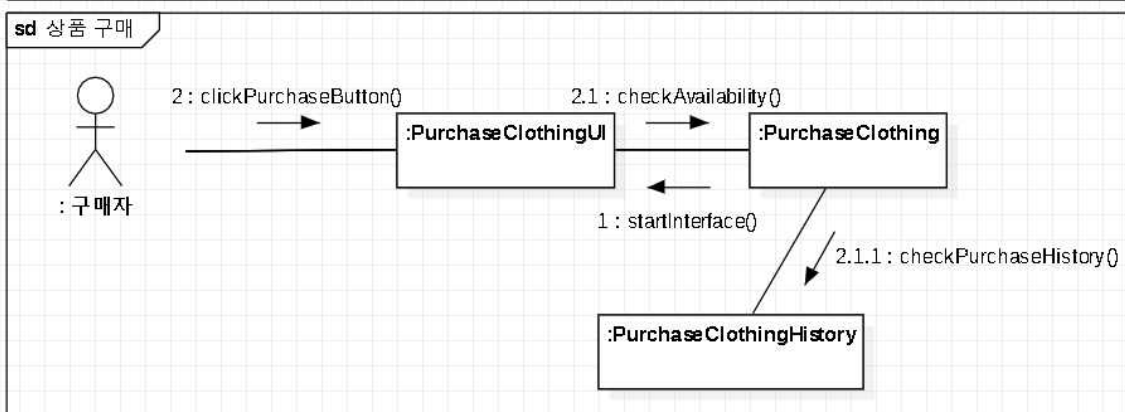 sd 상품 구매
2 : clickPurchaseButton()
2.1 : checkAvailability()
:PurchaseClothingUI
:PurchaseClothing
: 구매자
1 : startInterface()
2.1.1 : checkPurchaseHistory()
:PurchaseClothingHistory